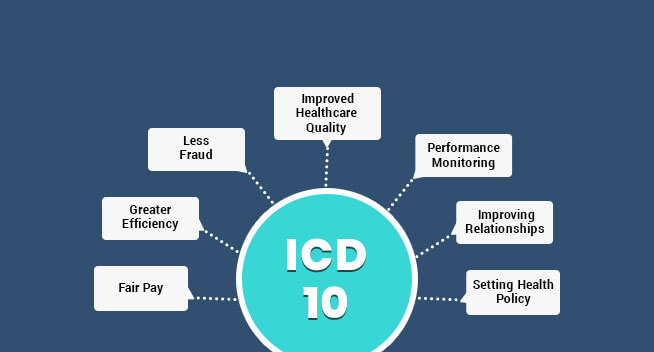 Improved
Healthcare
Quality
Less
Fraud
Performance
Monitoring
Greater
Efficiency
Improving
Relationships
Fair Pay
Setting Health
Policy
ICD
10